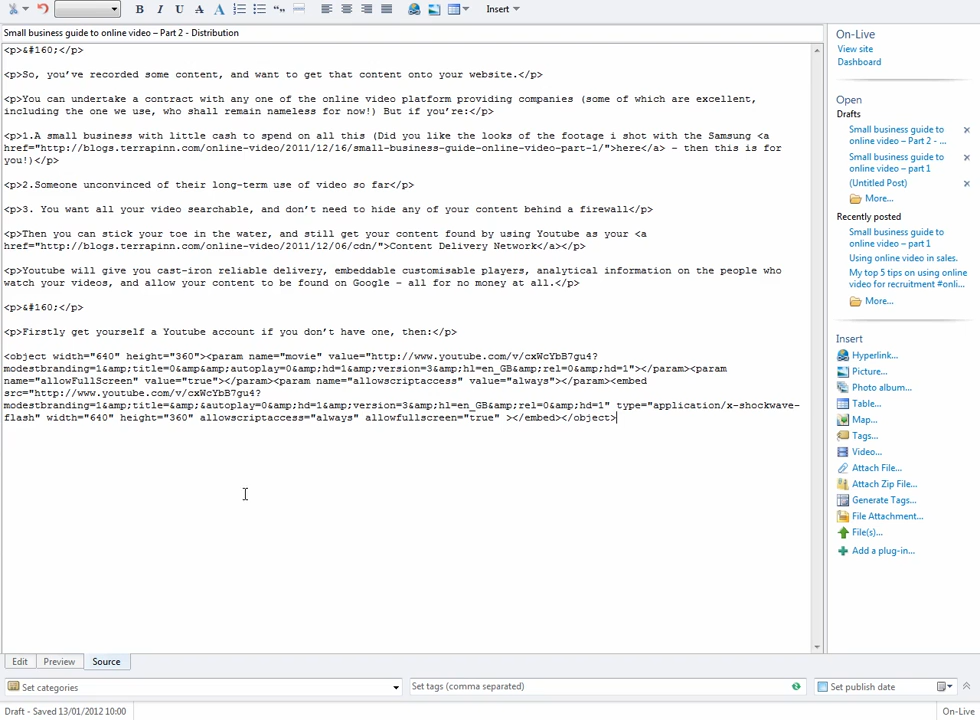 B I U A A Insert
Small business guide to online video – Part 2 - Distribution
<p>&#160;</p>
<p>So, you’ve recorded some content, and want to get that content onto your website.</p>
<p>You can undertake a contract with any one of the online video platform providing companies (some of which are excellent,
including the one we use, who shall remain nameless for now!) But if you’re:</p>
<p>1.A small business with little cash to spend on all this (Did you like the looks of the footage i shot with the Samsung <a
href="http://blogs.terrapinn.com/online-video/2011/12/16/small-business-guide-online-video-part-1/">here</a> – then this is for
you!)</p>
<p>2.Someone unconvinced of their long-term use of video so far</p>
<p>3. You want all your video searchable, and don’t need to hide any of your content behind a firewall</p>
<p>Then you can stick your toe in the water, and still get your content found by using Youtube as your <a
href="http://blogs.terrapinn.com/online-video/2011/12/06/cdn/">Content Delivery Network</a></p>
<p>Youtube will give you cast-iron reliable delivery, embeddable customisable players, analytical information on the people who
watch your videos, and allow your content to be found on Google – all for no money at all.</p>
<p>&#160;</p>
<p>Firstly get yourself a Youtube account if you don’t have one, then:</p>
<object width="640" height="360"><param name="movie" value="http://www.youtube.com/v/cxWcYbB7gu4?
modestbranding=1&amp;title=0&amp;autoplay=0&amp;hd=1&amp;version=3&amp;hl=en_GB&amp;rel=0&amp;hd=1"></param><param
name="allowFullScreen" value="true"></param><param name="allowscriptaccess" value="always"></param><embed
src="http://www.youtube.com/v/cxWcYbB7gu4?
modestbranding=1&amp;title=&amp;autoplay=0&amp;hd=1&amp;version=3&amp;hl=en_GB&amp;rel=0&amp;hd=1" type="application/x-shockwave-
flash" width="640" height="360" allowscriptaccess="always" allowfullscreen="true" ></embed></object>
Edit Preview Source
Set categories Set tags (comma separated) Set publish date
Draft - Saved 13/01/2012 10:00 On-Live
On-Live
View site
Dashboard
Open
Drafts
Small business guide to
online video – Part 2 - ...
Small business guide to
online video – part 1
(Untitled Post)
More...
Recently posted
Small business guide to
online video – part 1
Using online video in sales.
My top 5 tips on using online
video for recruitment #onli...
More...
Insert
Hyperlink...
Picture...
Photo album...
Table...
Map...
Tags...
Video...
Attach File...
Attach Zip File...
Generate Tags...
File Attachment...
File(s)...
Add a plug-in...